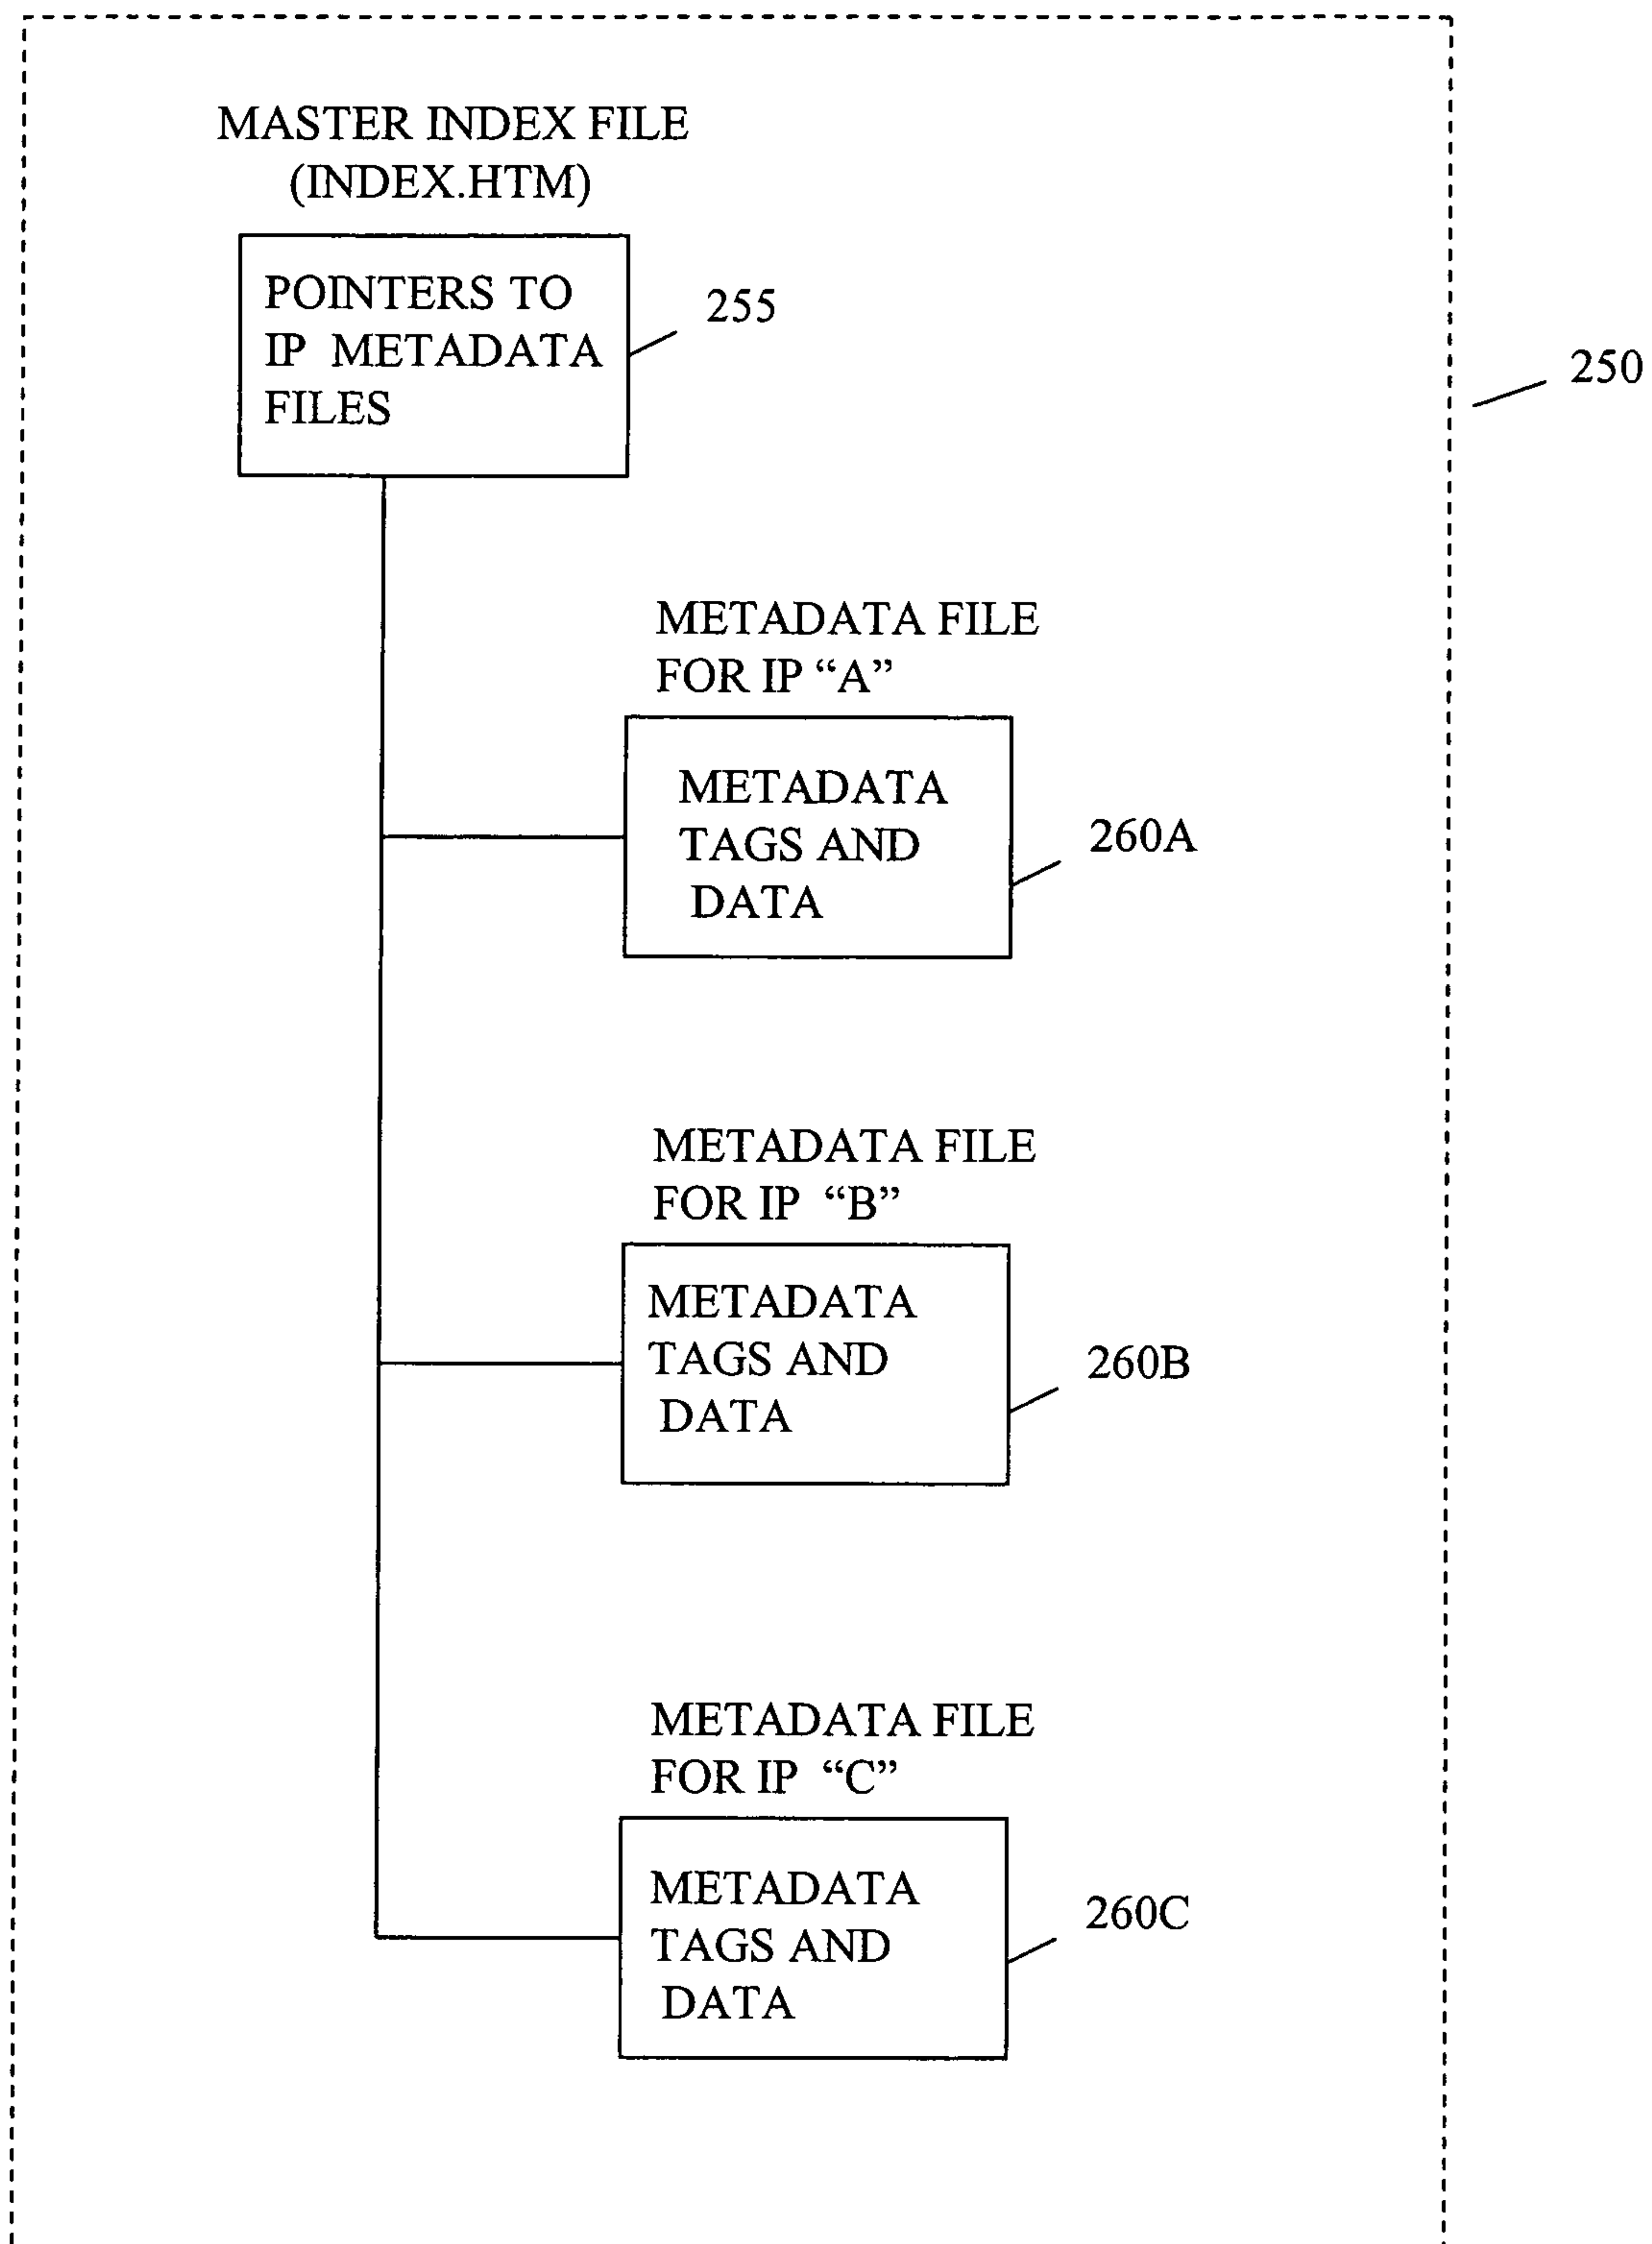 MASTER INDEX FILE
(INDEX.HTM)
POINTERS TO
IP METADATA
FILES
255
250
METADATA FILE
FOR IP “A”
METADATA
TAGS AND
DATA
260A
METADATA FILE
FOR IP “B”
METADATA
TAGS AND
DATA
260B
METADATA FILE
FOR IP “C”
METADATA
TAGS AND
DATA
260C